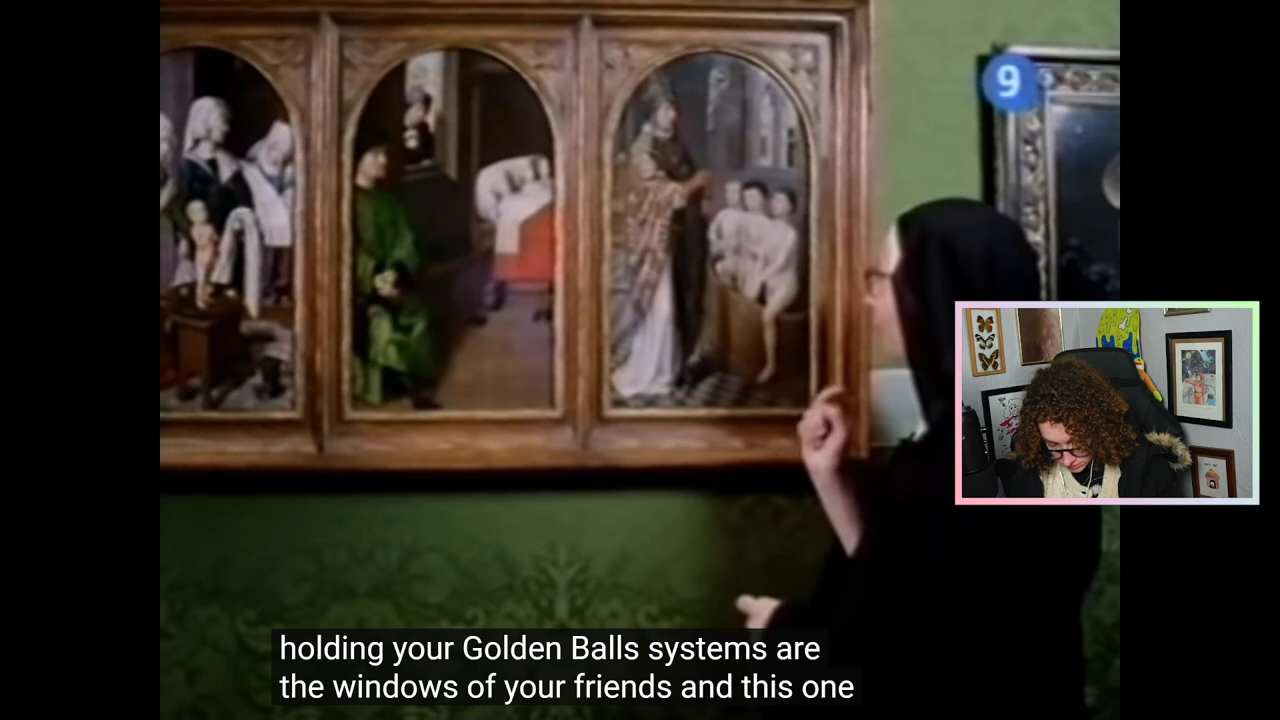 9
holding your Golden Balls systems are
the windows of your friends and this one